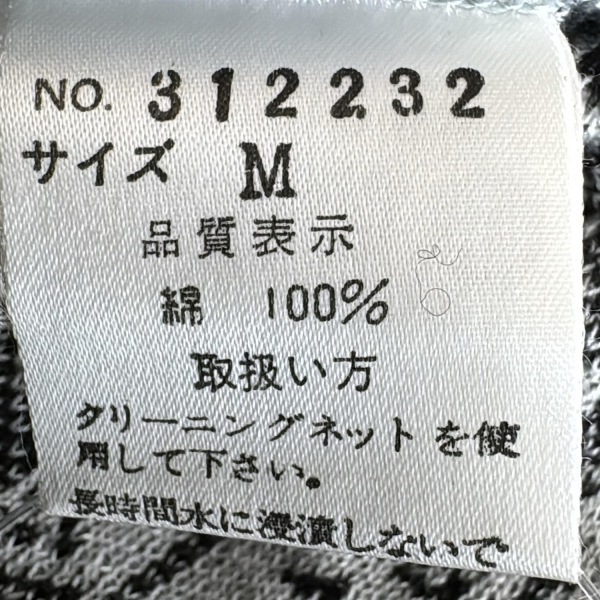 NO. 312232
サイズ M
品質表示
綿 100%
取扱い方
クリーニングネットを使
用して下さい。
長時間水に浸漬しないで